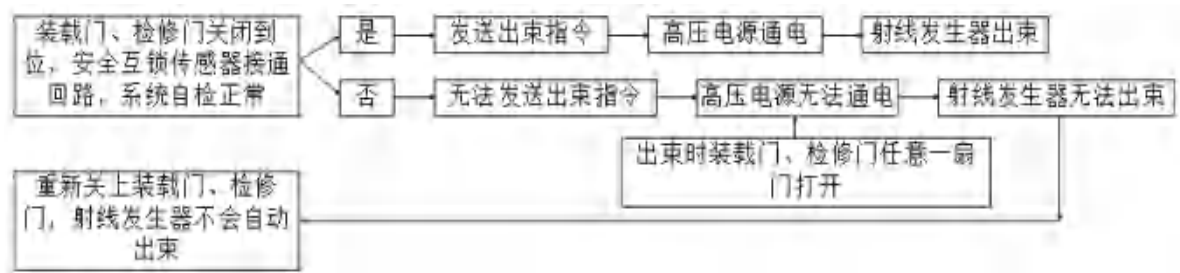 装载门、检修门关闭到
位，安全互锁传感器接通
回路，系统自检正常
是
发送出束指令
高压电源通电
射线发生器出束
否
无法发送出束指令
高压电源无法通电
射线发生器无法出束
出束时装载门、检修门任意一扇
门打开
重新关上装载门、检修
门，射线发生器不会自动
出束